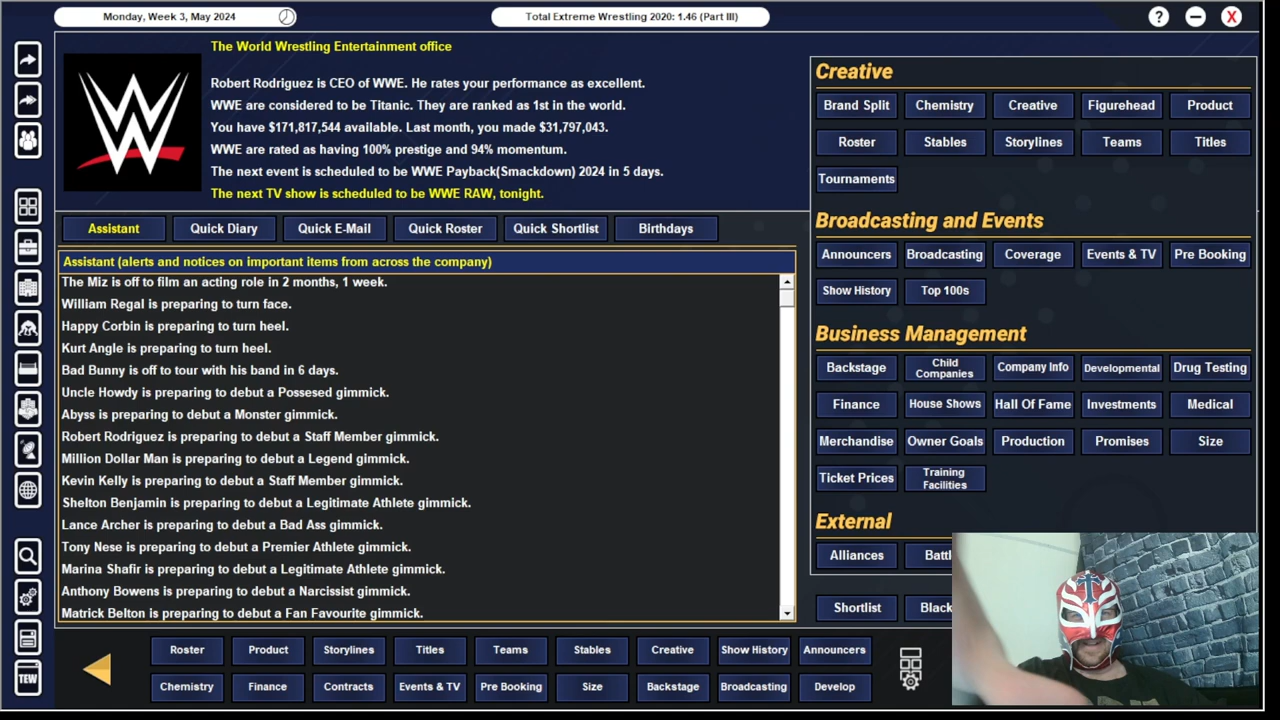 Monday, Week 3, May 2024
Total Extreme Wrestling 2020: 1.46 (Part III)
?
X
The World Wrestling Entertainment office
Robert Rodriguez is CEO of WWE. He rates your performance as excellent.
WWE are considered to be Titanic. They are ranked as 1st in the world.
You have $171,817,544 available. Last month, you made $31,797,043.
WWE are rated as having 100% prestige and 94% momentum.
The next event is scheduled to be WWE Payback(Smackdown) 2024 in 5 days.
The next TV show is scheduled to be WWE RAW, tonight.
Assistant
Quick Diary
Quick E-Mail
Quick Roster
Quick Shortlist
Birthdays
Assistant (alerts and notices on important items from across the company)
The Miz is off to film an acting role in 2 months, 1 week.
William Regal is preparing to turn face.
Happy Corbin is preparing to turn heel.
Kurt Angle is preparing to turn heel.
Bad Bunny is off to tour with his band in 6 days.
Uncle Howdy is preparing to debut a Possesed gimmick.
Abyss is preparing to debut a Monster gimmick.
Robert Rodriguez is preparing to debut a Staff Member gimmick.
Million Dollar Man is preparing to debut a Legend gimmick.
Kevin Kelly is preparing to debut a Staff Member gimmick.
Shelton Benjamin is preparing to debut a Legitimate Athlete gimmick.
Lance Archer is preparing to debut a Bad Ass gimmick.
Tony Nese is preparing to debut a Premier Athlete gimmick.
Marina Shafir is preparing to debut a Legitimate Athlete gimmick.
Anthony Bowens is preparing to debut a Narcissist gimmick.
Matrick Belton is preparing to debut a Fan Favourite gimmick.
Creative
Brand Split Chemistry Creative Figurehead Product
Roster Stables Storylines Teams Titles
Tournaments
Broadcasting and Events
Announcers Broadcasting Coverage Events & TV Pre Booking
Show History Top 100s
Business Management
Backstage Child Companies Company Info Developmental Drug Testing
Finance House Shows Hall Of Fame Investments Medical
Merchandise Owner Goals Production Promises Size
Ticket Prices Training Facilities
External
Alliances Battl
Shortlist Black
Roster Product Storylines Titles Teams Stables Creative Show History Announcers
Chemistry Finance Contracts Events & TV Pre Booking Size Backstage Broadcasting Develop
TEW